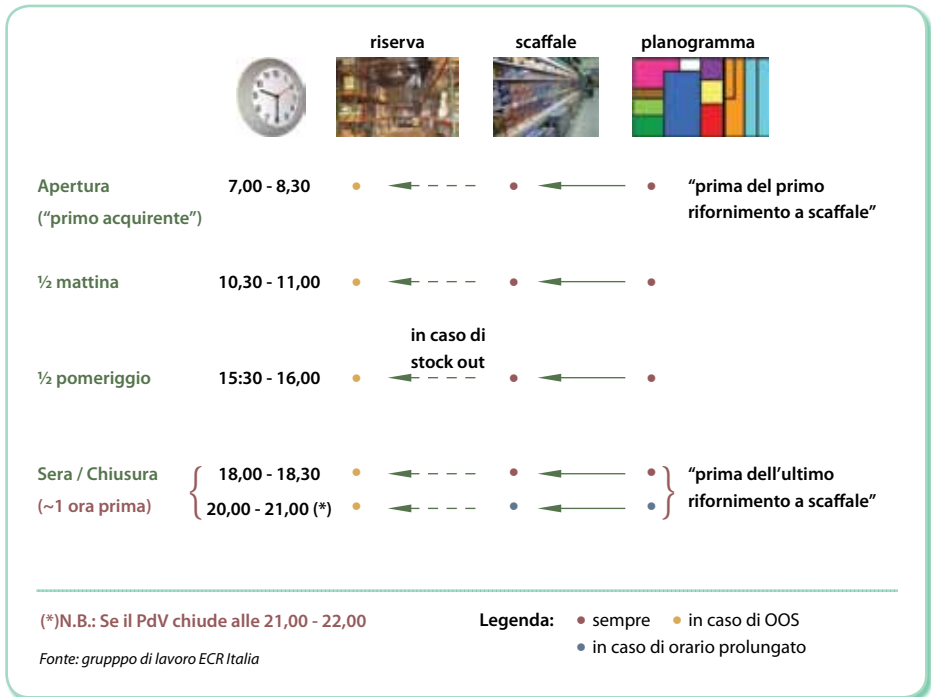 riserva scaffale planogramma
Apertura 7,00 - 8,30 “prima del primo
(“primo acquirente”) rifornimento a scaffale”
½ mattina 10,30 - 11,00
in caso di
stock out
½ pomeriggio 15:30 - 16,00
Sera / Chiusura 18,00 - 18,30 “prima dell’ultimo
(~1 ora prima) 20,00 - 21,00 (*) rifornimento a scaffale”
(*)N.B.: Se il PdV chiude alle 21,00 - 22,00
Legenda: • sempre • in caso di OOS
• in caso di orario prolungato
Fonte: grupppo di lavoro ECR Italia